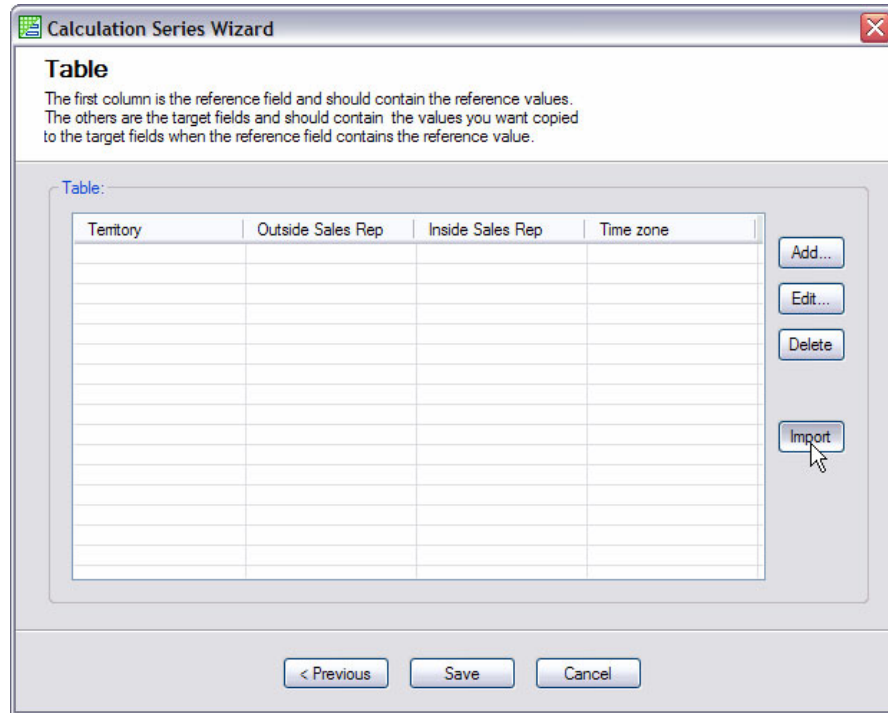 Calculation Series Wizard
Table
The first column is the reference field and should contain the reference values.
The others are the target fields and should contain the values you want copied
to the target fields when the reference field contains the reference value.
Table:
Territory Outside Sales Rep Inside Sales Rep Time zone
Add...
Edit...
Delete
Import
< Previous Save Cancel